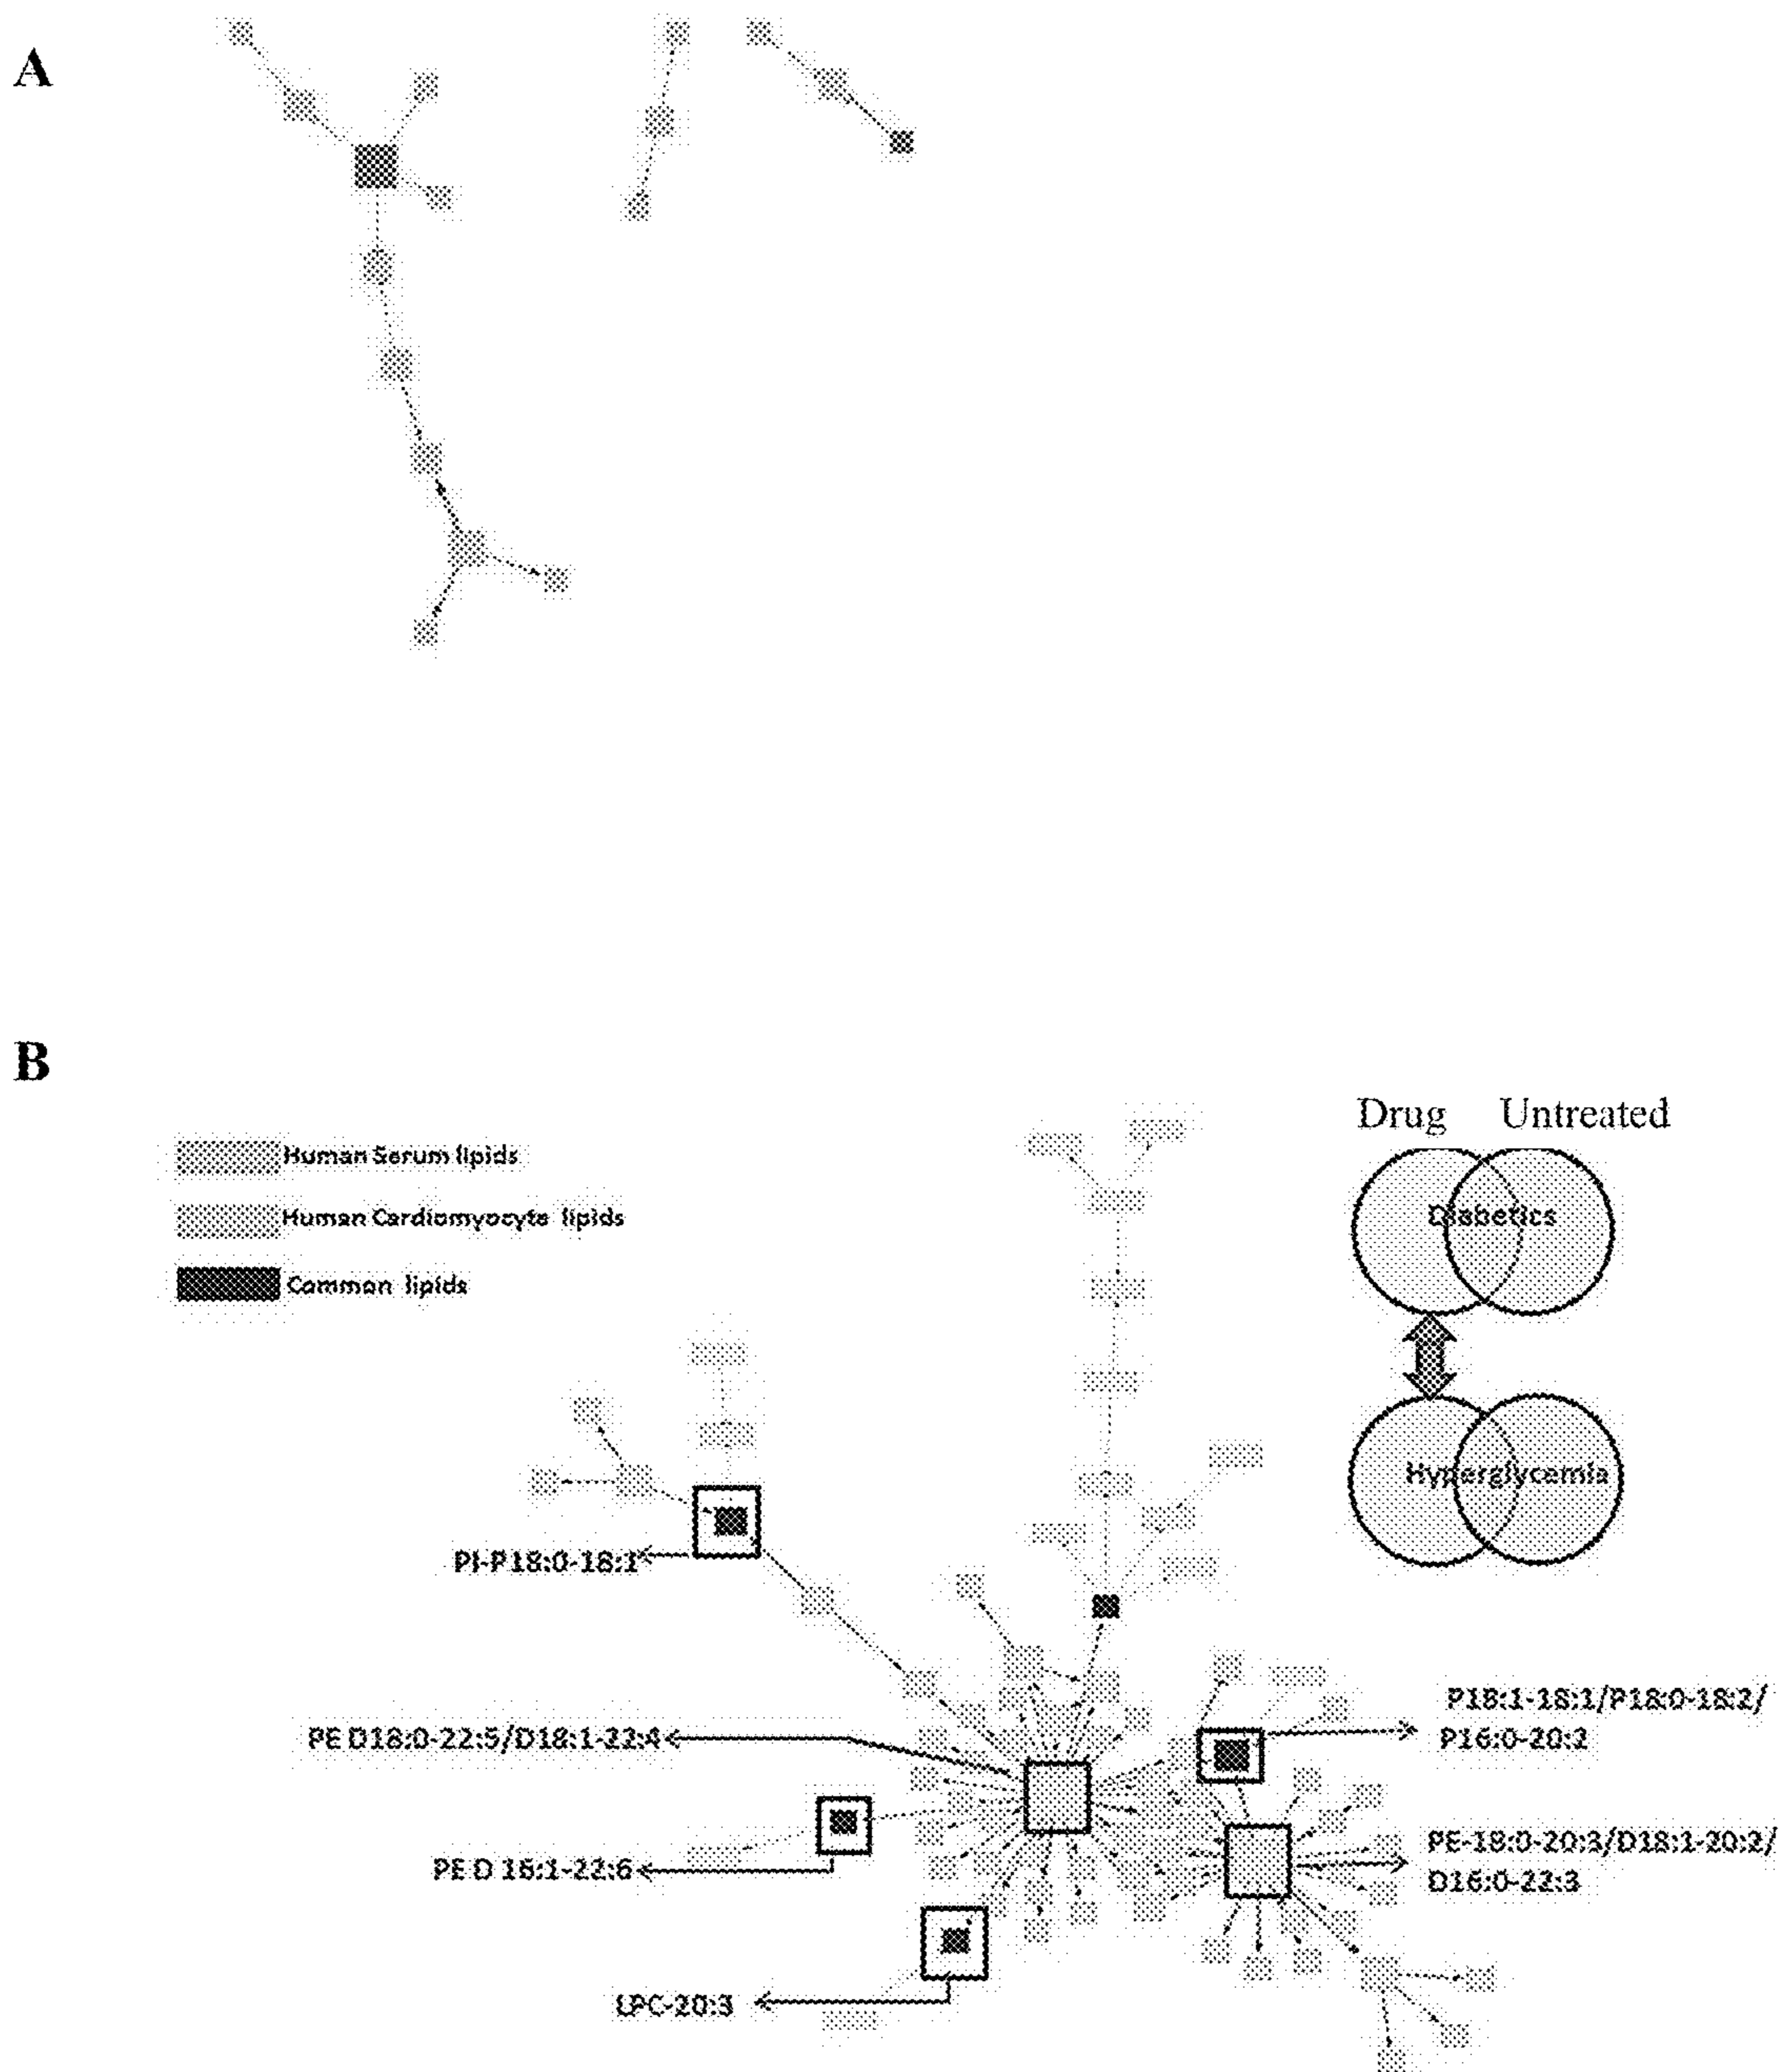 A
B
Drug Untreated
Human Serum lipids
Human Cardiomyocyte lipids
Common lipids
Diabetics
Hyperglycemia
PI-P18:0-18:1
P18:1-18:1/P18:0-18:2/
P16:0-20:2
PE D18:0-22:5/D18:1-22:4
PE-18:0-20:3/D18:1-20:2/
D16:0-22:3
PE D 16:1-22:6
LPC-20:3